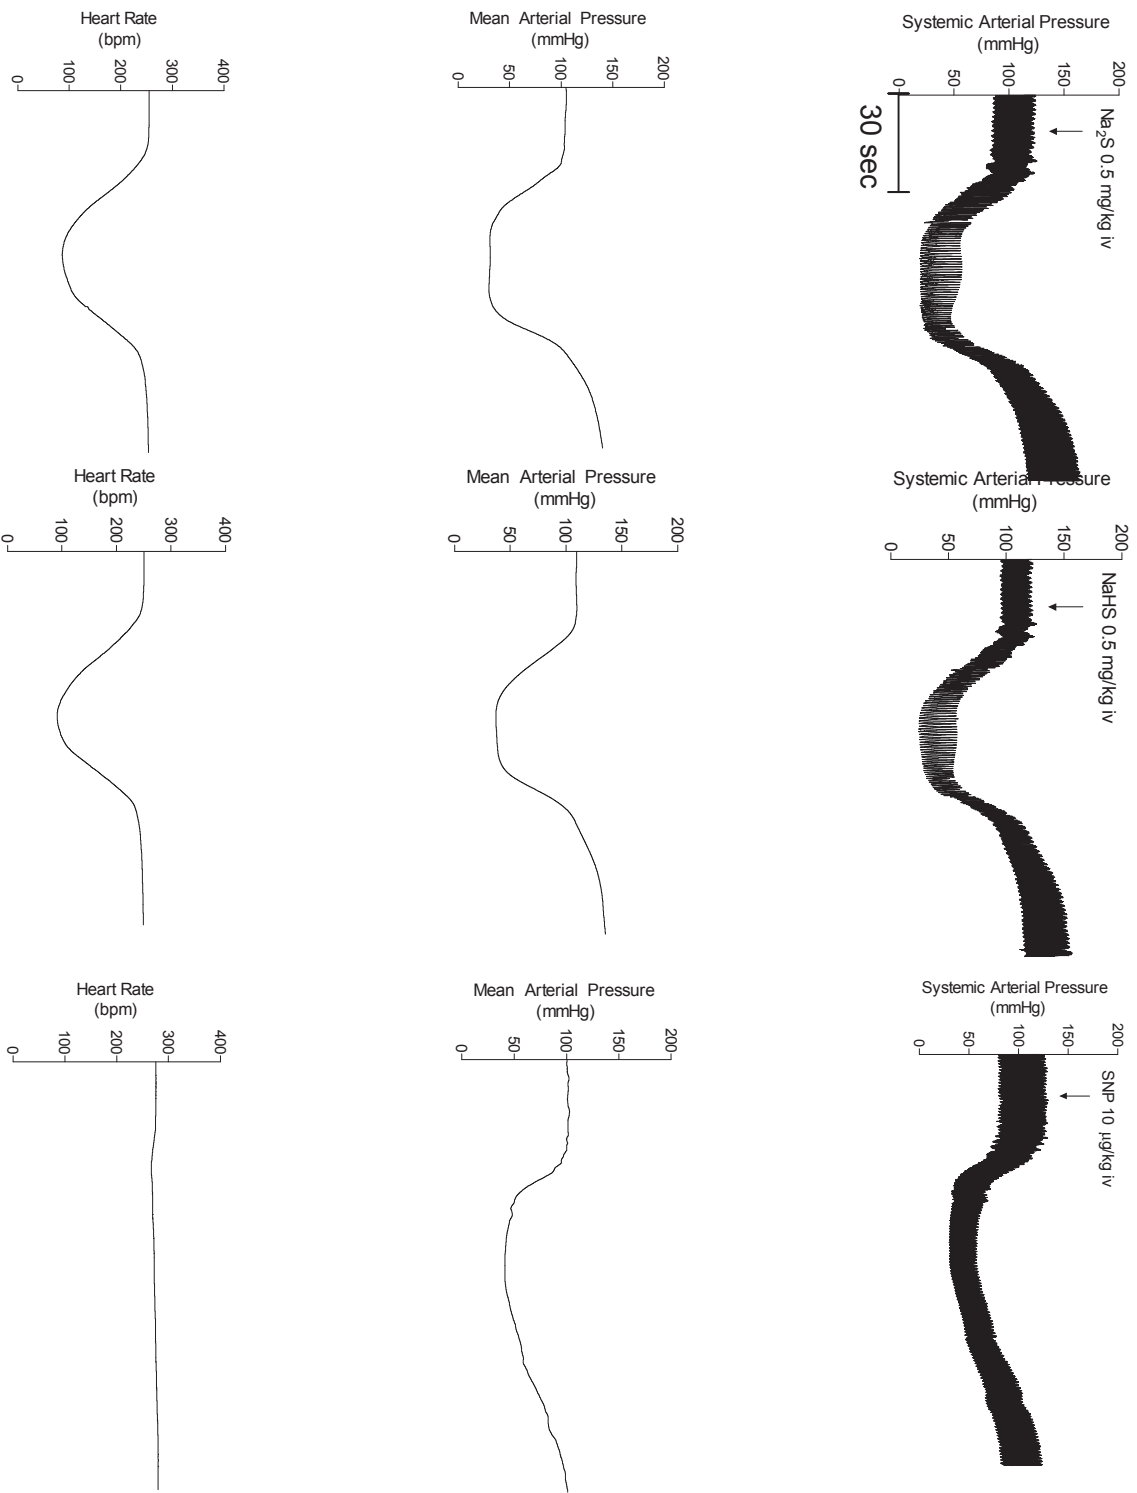 Heart Rate
(bpm)
0
100
200
300
400
Mean Arterial Pressure
(mmHg)
0
50
100
150
200
Systemic Arterial Pressure
(mmHg)
0
50
100
150
200
Na₂S 0.5 mg/kg iv
30 sec
Heart Rate
(bpm)
0
100
200
300
400
Mean Arterial Pressure
(mmHg)
0
50
100
150
200
Systemic Arterial Pressure
(mmHg)
0
50
100
150
200
NaHS 0.5 mg/kg iv
Heart Rate
(bpm)
0
100
200
300
400
Mean Arterial Pressure
(mmHg)
0
50
100
150
200
Systemic Arterial Pressure
(mmHg)
0
50
100
150
200
SNP 10 µg/kg iv